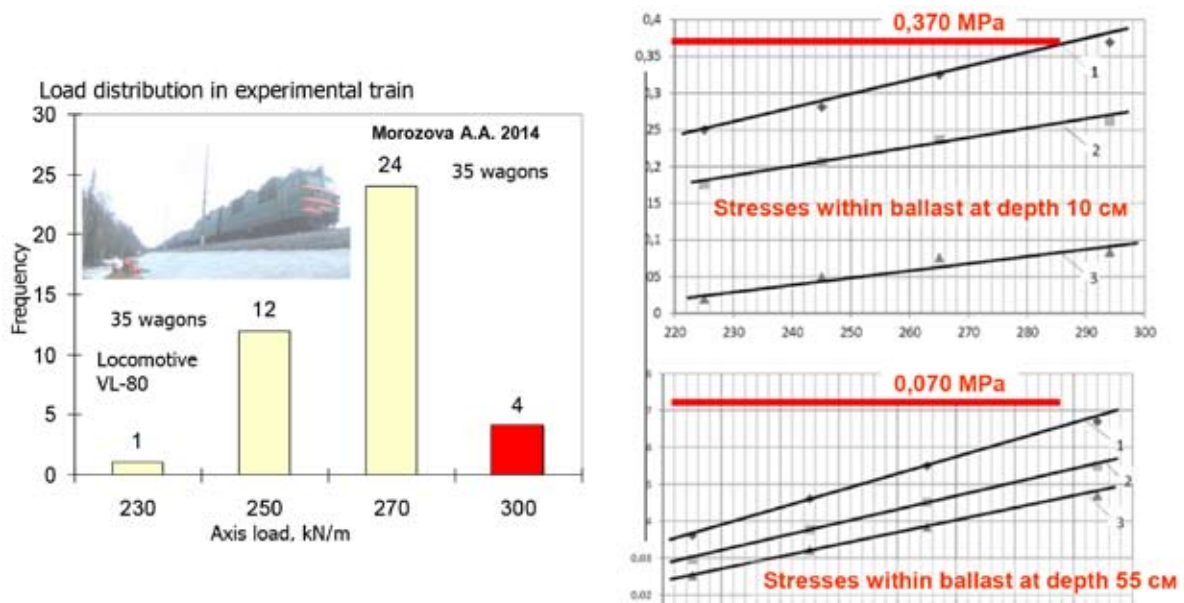 Load distribution in experimental train
30
25
20
15
10
5
0
Frequency
Morozova A.A. 2014
24
35 wagons
35 wagons
12
Locomotive
VL-80
1
4
230 250 270 300
Axis load, kN/m
0,370 MPa
0,4
0,35
0,3
,25
0,2
,15
0,1
05
0
1
2
3
Stresses within ballast at depth 10 см
220 230 240 250 260 270 280 290 300
0,070 MPa
1
2
3
0.03
0.02
Stresses within ballast at depth 55 см